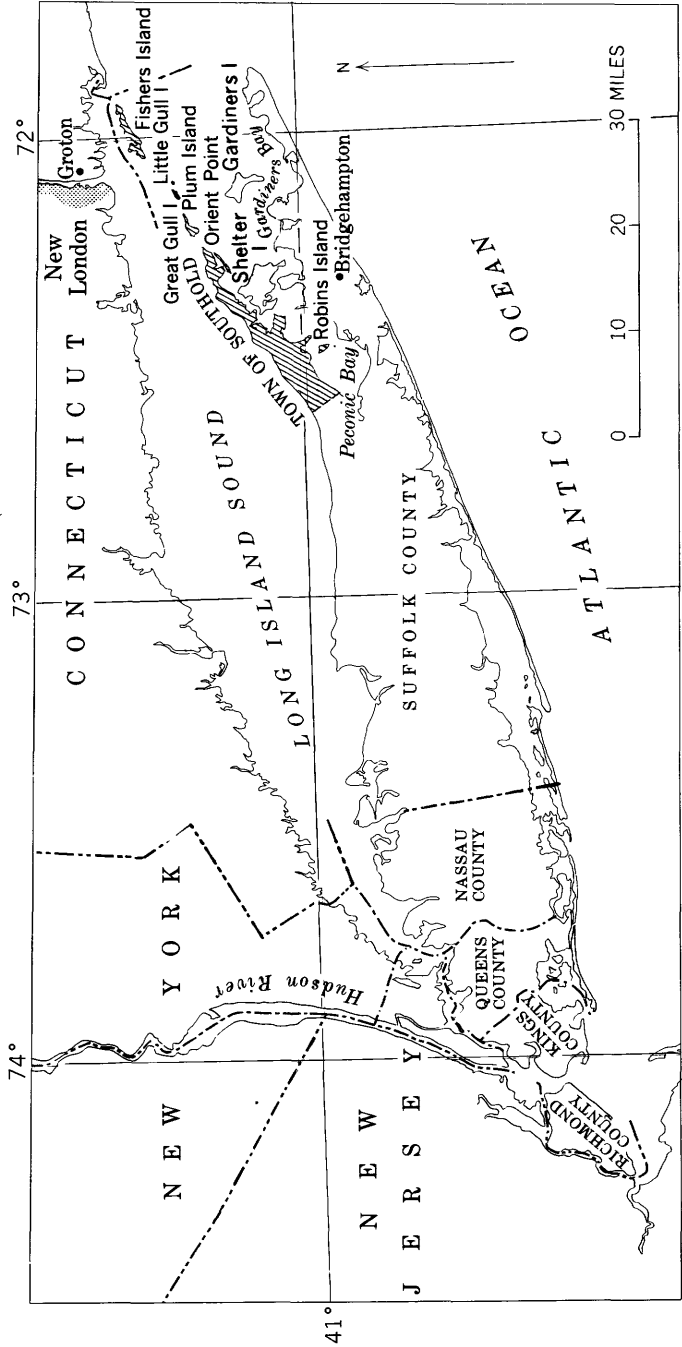 74°
73°
72°
41°
NEW YORK
CONNECTICUT
New
London
Groton
Fishers Island
Little Gull I
Great Gull I
Plum Island
Orient Point
Gardiners I
Shelter
I
Gardiners Bay
TOWN OF SOUTHOLD
Robins Island
Bridgehampton
Peconic Bay
LONG ISLAND SOUND
Hudson River
NEW
JERSEY
SUFFOLK COUNTY
NASSAU
COUNTY
QUEENS
COUNTY
KINGS
COUNTY
RICHMOND
COUNTY
ATLANTIC OCEAN
N
0 10 20 30 MILES